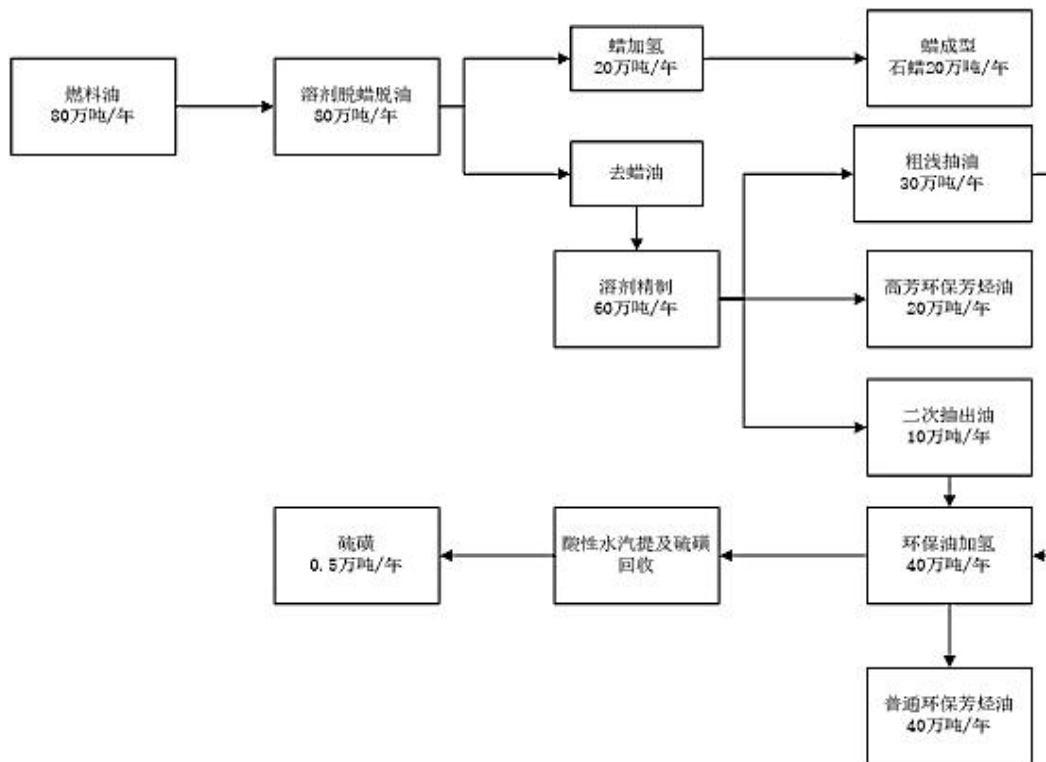 蜡加氢
20万吨/年
蜡成型
石蜡20万吨/年
燃料油
80万吨/年
溶剂脱蜡脱油
80万吨/年
去蜡油
粗浅抽油
30万吨/年
溶剂精制
60万吨/年
高芳环保芳烃油
20万吨/年
二次抽出油
10万吨/年
硫磺
0.5万吨/年
酸性水汽提及硫磺
回收
环保油加氢
40万吨/年
普通环保芳烃油
40万吨/年